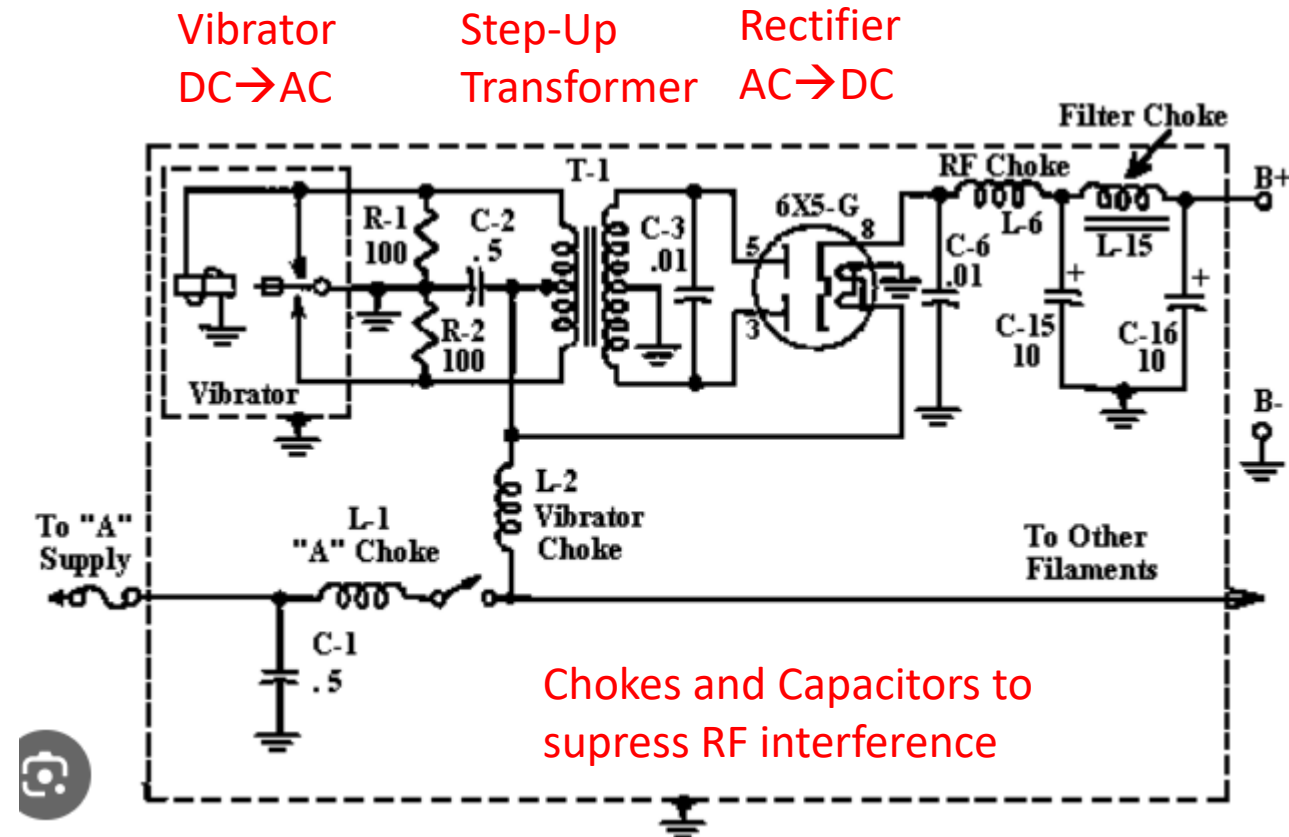 Vibrator
DC→AC
Step-Up
Transformer
Rectifier
AC→DC
Filter Choke
RF Choke
T-1
B+
R-1
100
C-2
.5
C-3
.01
6X5-G
5
8
3
C-6
.01
L-6
L-15
R-2
100
C-15
10
C-16
10
+
+
Vibrator
B-
To "A"
Supply
L-1
"A" Choke
L-2
Vibrator
Choke
To Other
Filaments
C-1
.5
Chokes and Capacitors to
supress RF interference